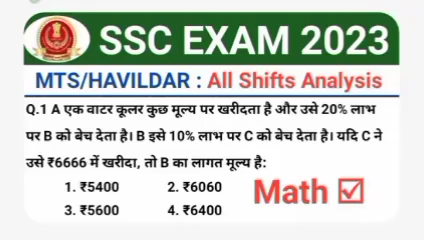 SSC EXAM 2023
MTS/HAVILDAR : All Shifts Analysis
Q.1 A एक वाटर कूलर कुछ मूल्य पर खरीदता है और उसे 20% लाभ
पर B को बेच देता है। B इसे 10% लाभ पर C को बेच देता है। यदि C ने
उसे ₹6666 में खरीदा, तो B का लागत मूल्य है:
1. ₹5400 2. ₹6060
3. ₹5600 4. ₹6400
Math ☑